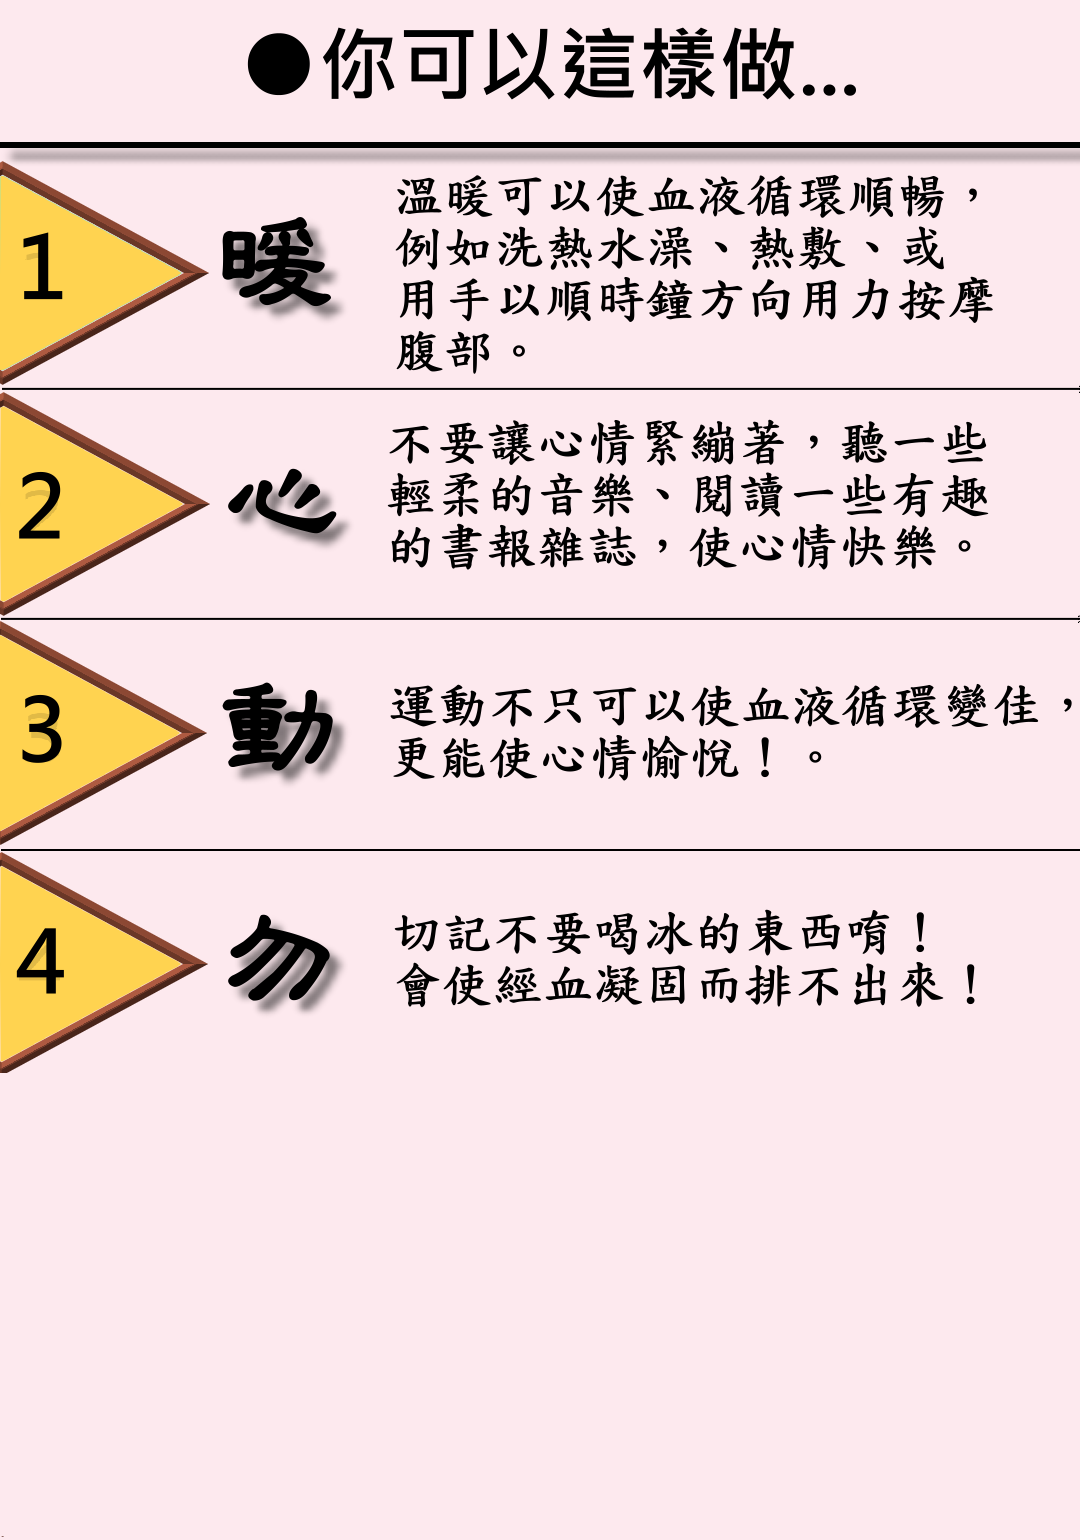 ●你可以這樣做...
1
暖
溫暖可以使血液循環順暢，
例如洗熱水澡、熱敷、或
用手以順時鐘方向用力按摩
腹部。
2
心
不要讓心情緊繃著，聽一些
輕柔的音樂、閱讀一些有趣
的書報雜誌，使心情快樂。
3
動
運動不只可以使血液循環變佳，
更能使心情愉悅！。
4
勿
切記不要喝冰的東西唷！
會使經血凝固而排不出來！